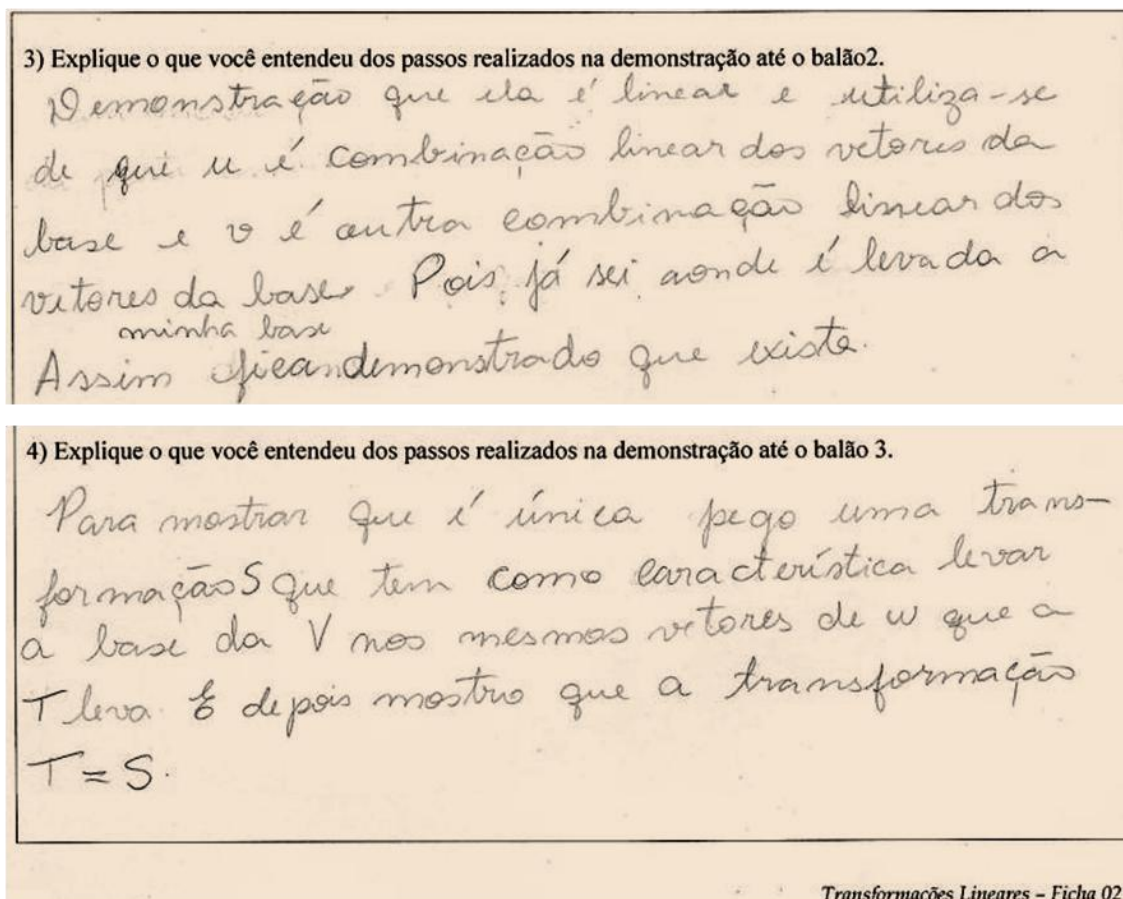 3) Explique o que você entendeu dos passos realizados na demonstração até o balão2.
Demonstração que ela é linear e utiliza-se
de que u é combinação linear dos vetores da
base e v é outra combinação linear dos
vetores da base. Pois, já sei aonde é levada a
minha base
Assim ficandemonstrado que existe.
4) Explique o que você entendeu dos passos realizados na demonstração até o balão 3.
Para mostrar que é única pego uma trans-
formação S que tem como característica levar
a base da V nos mesmos vetores de w que a
T leva. E depois mostro que a transformação
T = S.
Transformações Lineares – Ficha 02